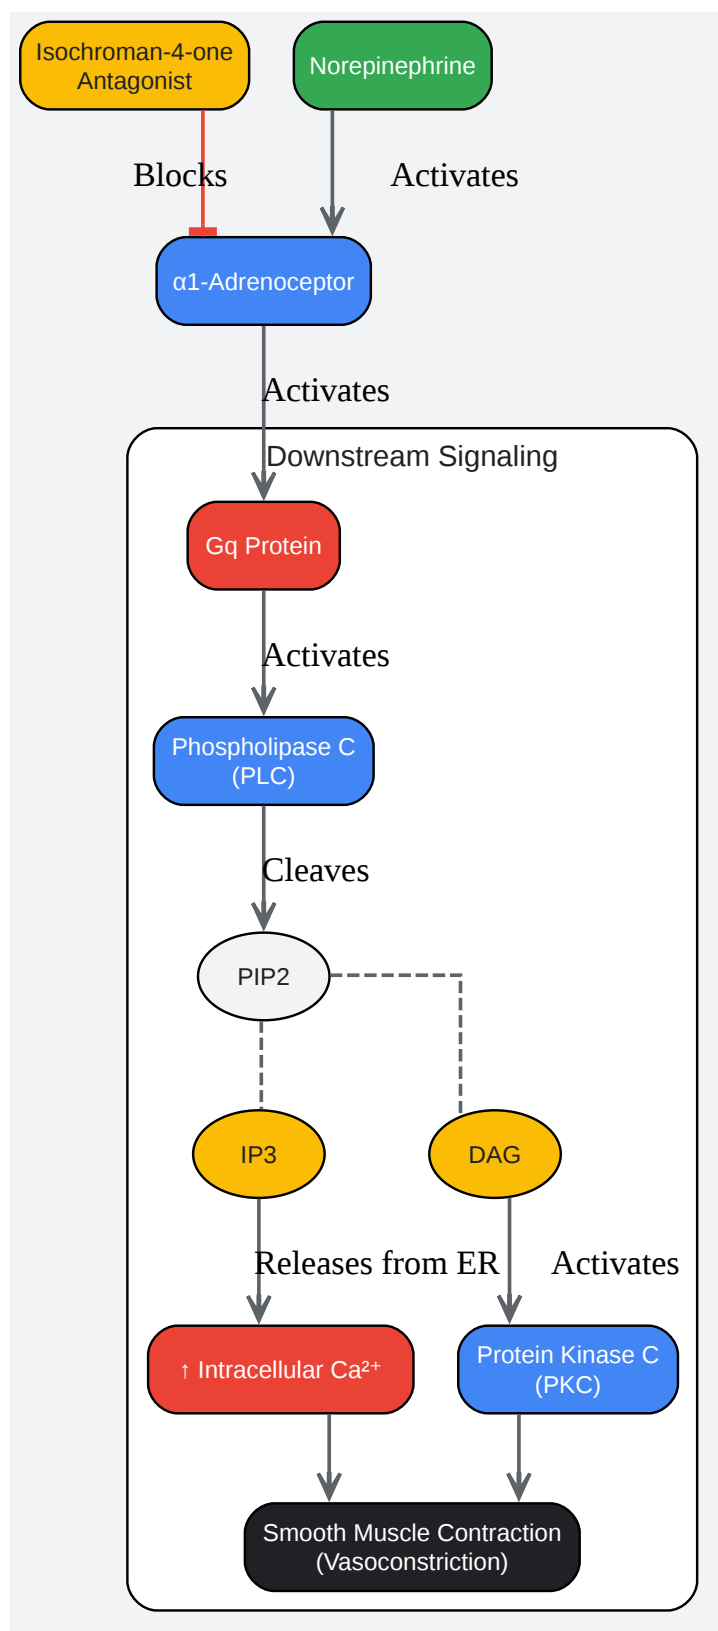 Isochroman-4-one
Antagonist
Norepinephrine
Blocks
Activates
α1-Adrenoceptor
Activates
Downstream Signaling
Gq Protein
Activates
Phospholipase C
(PLC)
Cleaves
PIP2
IP3
DAG
Releases from ER
Activates
↑ Intracellular Ca²⁺
Protein Kinase C
(PKC)
Smooth Muscle Contraction
(Vasoconstriction)